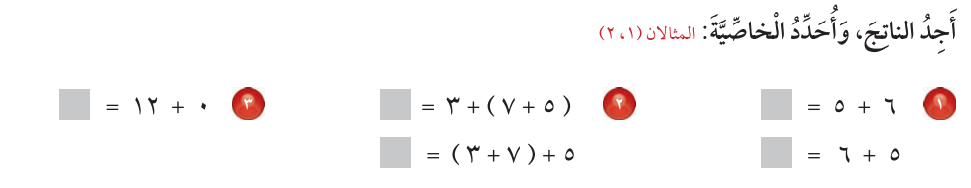 أَجِدُ الناتجَ، وَأُحَدِّدُ الْخاصِّيَّةَ: المثالان (١، ٢)
١ ٦ + ٥ =
٥ + ٦ =
٢ (٥ + ٧) + ٣ =
٥ + (٧ + ٣) =
٣ ٠ + ١٢ =